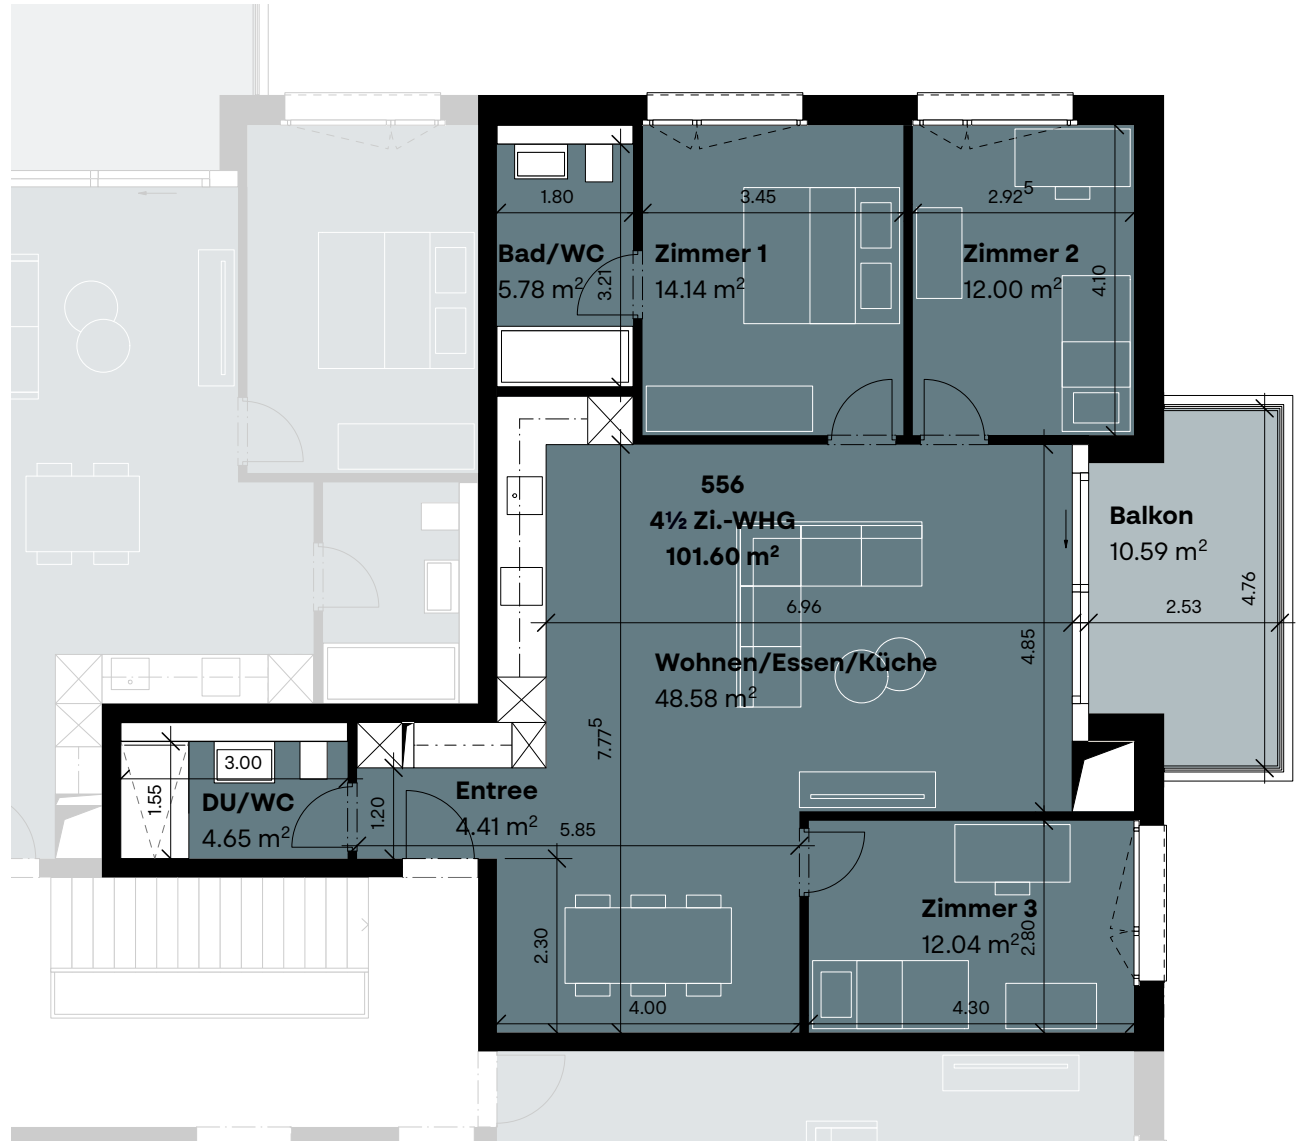 1.80
3.45
2.92⁵
Bad/WC
5.78 m²
3.21
Zimmer 1
14.14 m²
Zimmer 2
12.00 m²
4.10
556
4½ Zi.-WHG
101.60 m²
Balkon
10.59 m²
4.76
6.96
2.53
4.85
Wohnen/Essen/Küche
48.58 m²
7.77⁵
3.00
1.55
DU/WC
4.65 m²
1.20
Entree
4.41 m²
5.85
Zimmer 3
12.04 m²
2.80
2.30
4.00
4.30